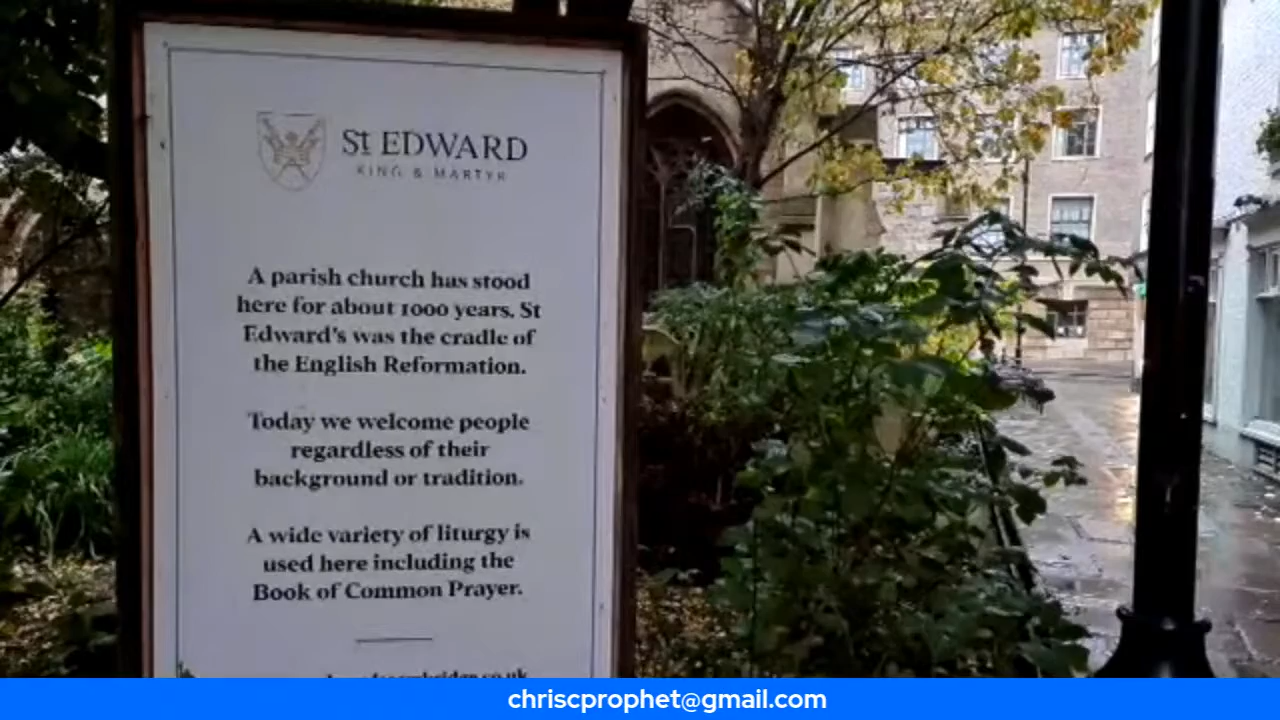 St EDWARD
KING & MARTYR
A parish church has stood
here for about 1000 years. St
Edward's was the cradle of
the English Reformation.
Today we welcome people
regardless of their
background or tradition.
A wide variety of liturgy is
used here including the
Book of Common Prayer.
chriscprophet@gmail.com